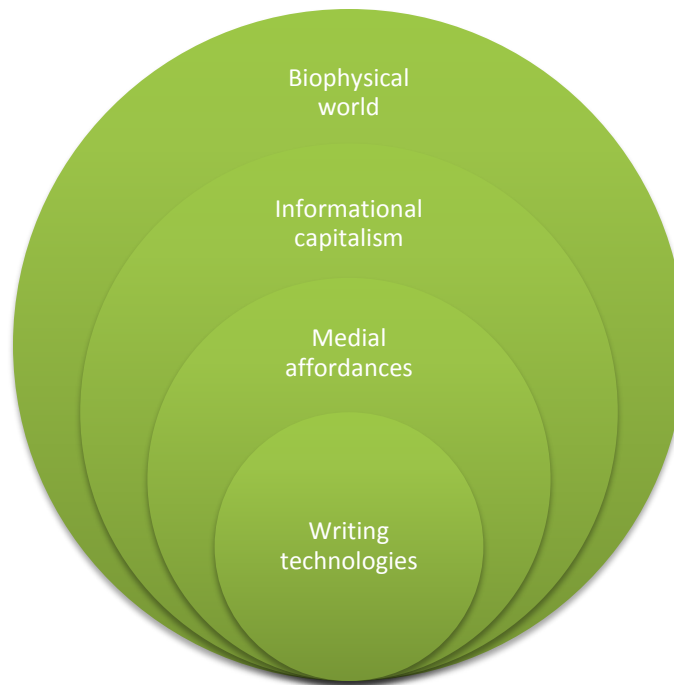 Biophysical
world
Informational
capitalism
Medial
affordances
Writing
technologies